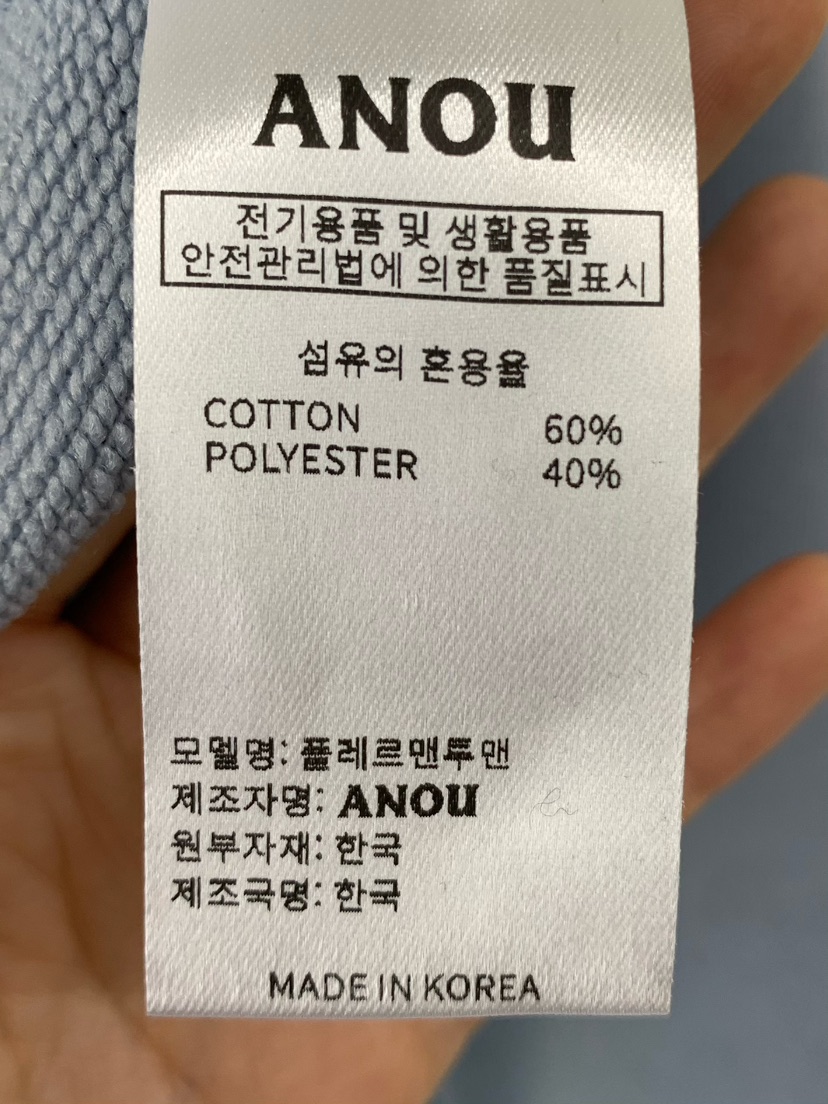 ANOU
전기용품 및 생활용품
안전관리법에 의한 품질표시
섬유의 혼용율
COTTON 60%
POLYESTER 40%
모델명: 플레르맨투맨
제조자명: ANOU
원부자재: 한국
제조국명: 한국
MADE IN KOREA